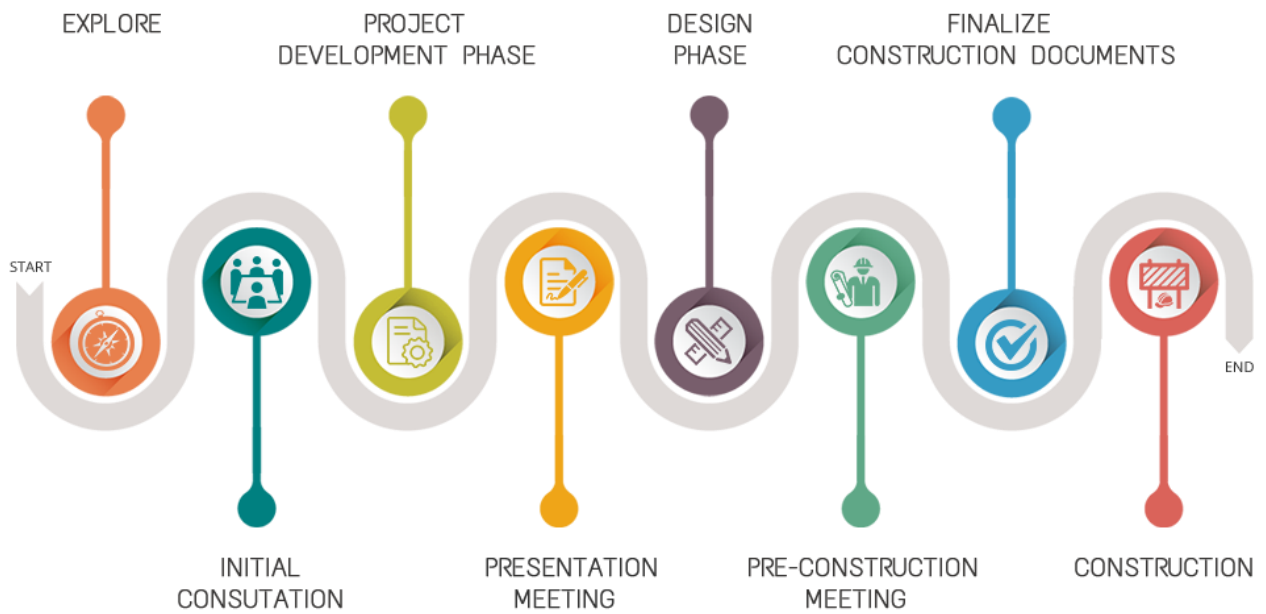 EXPLORE
PROJECT
DEVELOPMENT PHASE
DESIGN
PHASE
FINALIZE
CONSTRUCTION DOCUMENTS
START
END
INITIAL
CONSUTATION
PRESENTATION
MEETING
PRE-CONSTRUCTION
MEETING
CONSTRUCTION